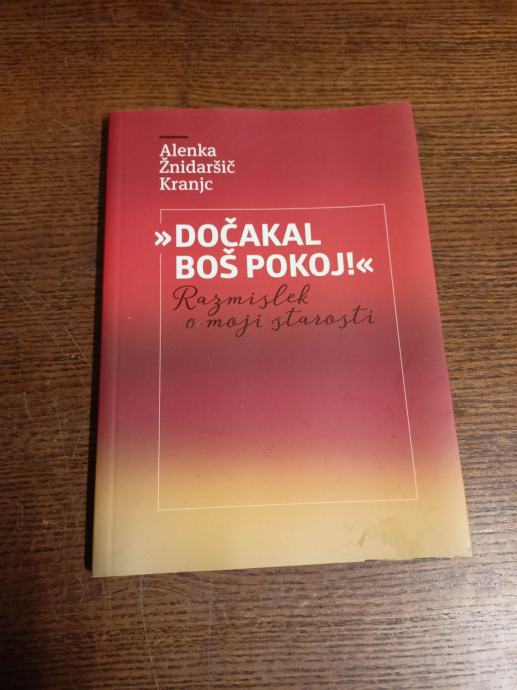 Alenka
Žnidaršič
Kranjc
»DOČAKAL
BOŠ POKOJ!«
Razmislek
o moji starosti